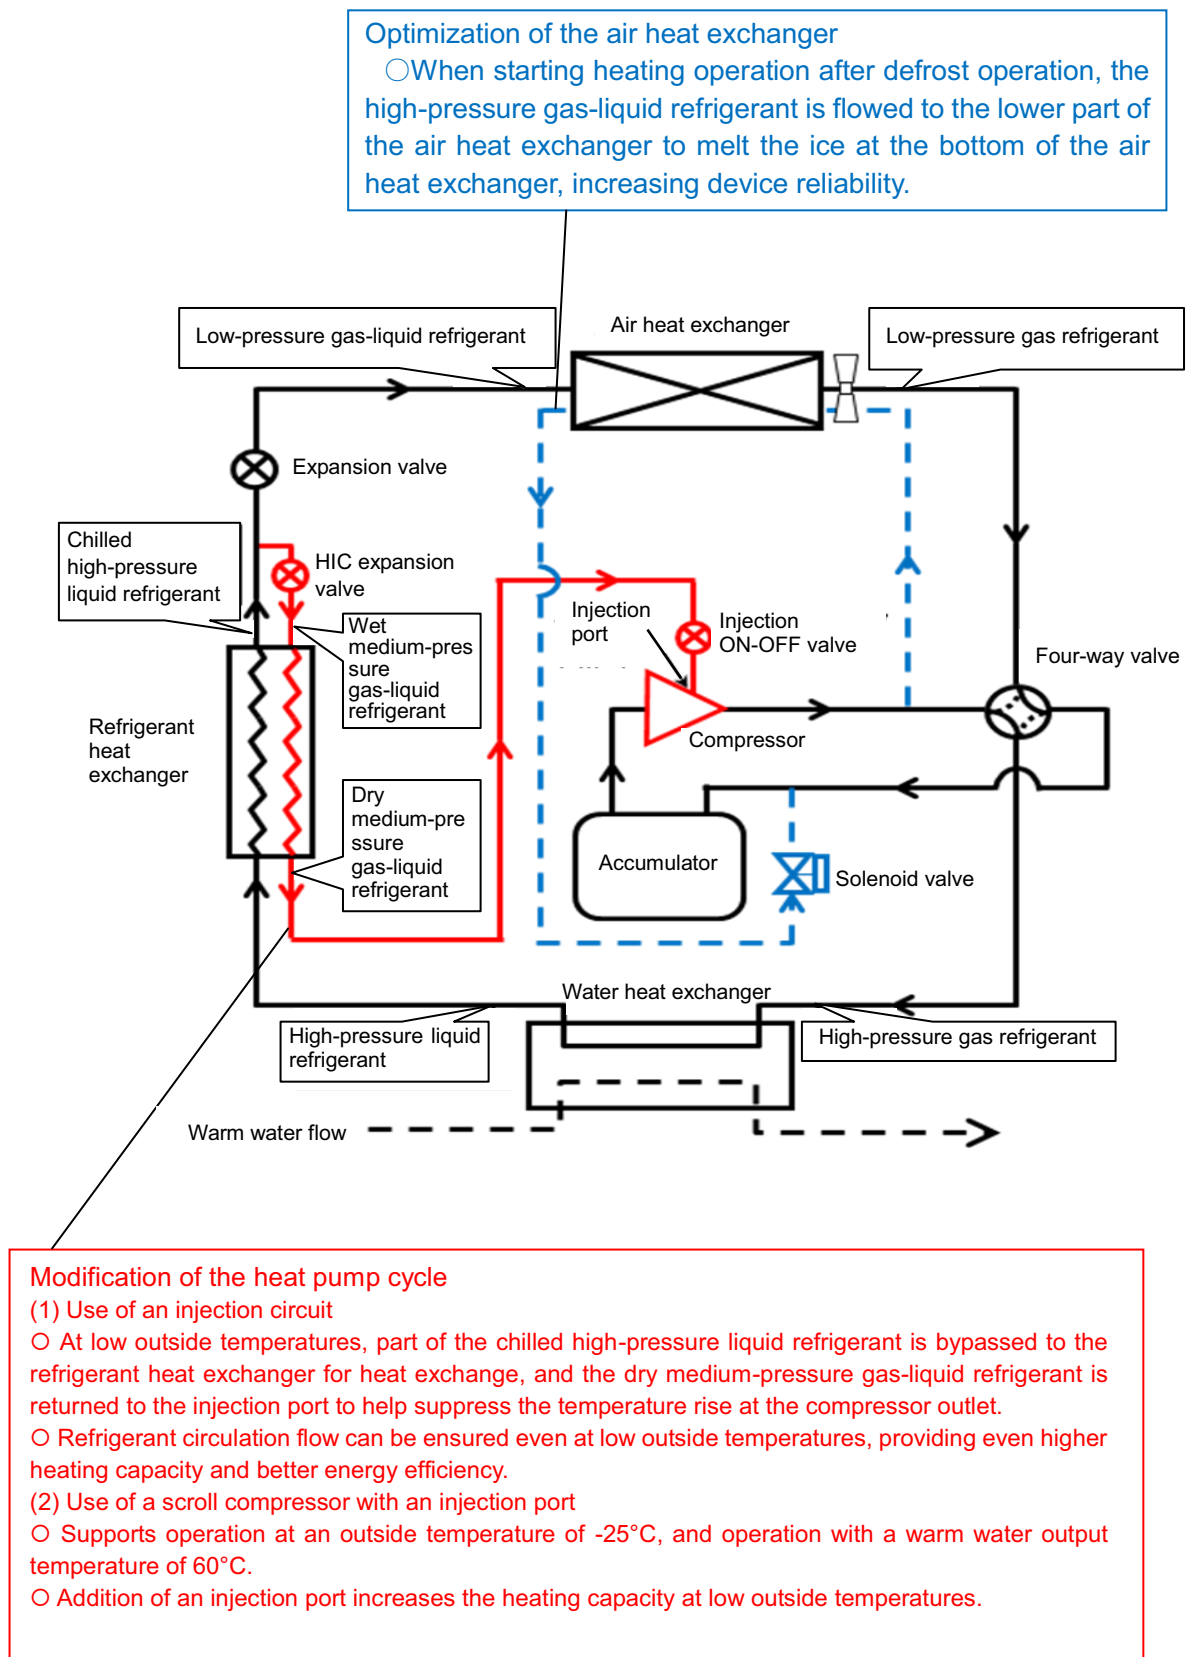 Optimization of the air heat exchanger
○When starting heating operation after defrost operation, the
high-pressure gas-liquid refrigerant is flowed to the lower part of
the air heat exchanger to melt the ice at the bottom of the air
heat exchanger, increasing device reliability.
Low-pressure gas-liquid refrigerant
Air heat exchanger
Low-pressure gas refrigerant
Expansion valve
Chilled
high-pressure
liquid refrigerant
HIC expansion
valve
Wet
medium-pres
sure
gas-liquid
refrigerant
Injection
port
Injection
ON-OFF valve
Four-way valve
Refrigerant
heat
exchanger
Compressor
Dry
medium-pre
ssure
gas-liquid
refrigerant
Accumulator
Solenoid valve
Water heat exchanger
High-pressure liquid
refrigerant
High-pressure gas refrigerant
Warm water flow
Modification of the heat pump cycle
(1) Use of an injection circuit
○ At low outside temperatures, part of the chilled high-pressure liquid refrigerant is bypassed to the
refrigerant heat exchanger for heat exchange, and the dry medium-pressure gas-liquid refrigerant is
returned to the injection port to help suppress the temperature rise at the compressor outlet.
○ Refrigerant circulation flow can be ensured even at low outside temperatures, providing even higher
heating capacity and better energy efficiency.
(2) Use of a scroll compressor with an injection port
○ Supports operation at an outside temperature of -25°C, and operation with a warm water output
temperature of 60°C.
○ Addition of an injection port increases the heating capacity at low outside temperatures.